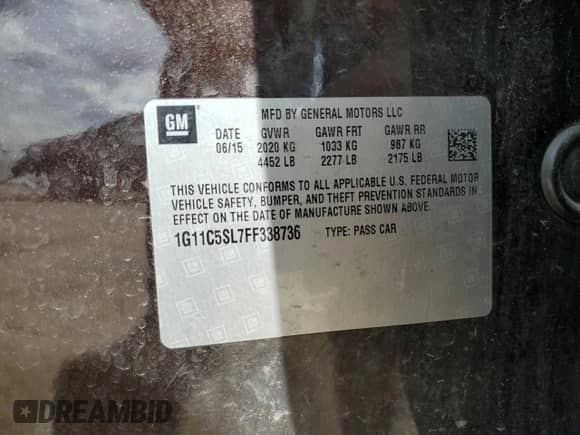 GM
MFD BY GENERAL MOTORS LLC
DATE GVWR GAWR FRT GAWR RR
06/15 2020 KG 1033 KG 987 KG
4452 LB 2277 LB 2175 LB
THIS VEHICLE CONFORMS TO ALL APPLICABLE U.S. FEDERAL MOTOR
VEHICLE SAFETY, BUMPER, AND THEFT PREVENTION STANDARDS IN
EFFECT ON THE DATE OF MANUFACTURE SHOWN ABOVE.
1G11C5SL7FF338736 TYPE: PASS CAR
DREAMBID